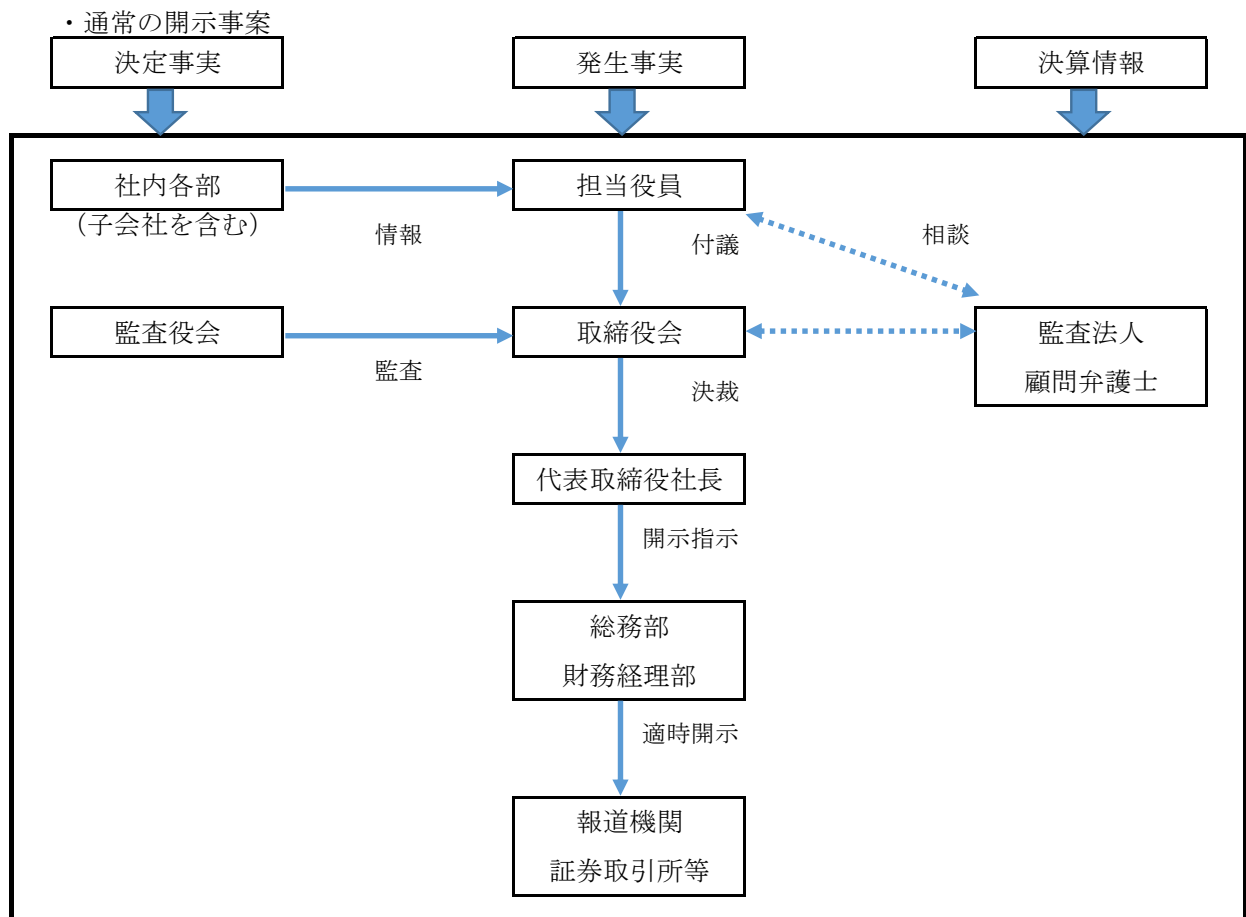 ・通常の開示事案
決定事実
発生事実
決算情報
社内各部
(子会社を含む)
情報
担当役員
付議
相談
監査役会
監査
取締役会
決裁
監査法人
顧問弁護士
代表取締役社長
開示指示
総務部
財務経理部
適時開示
報道機関
証券取引所等